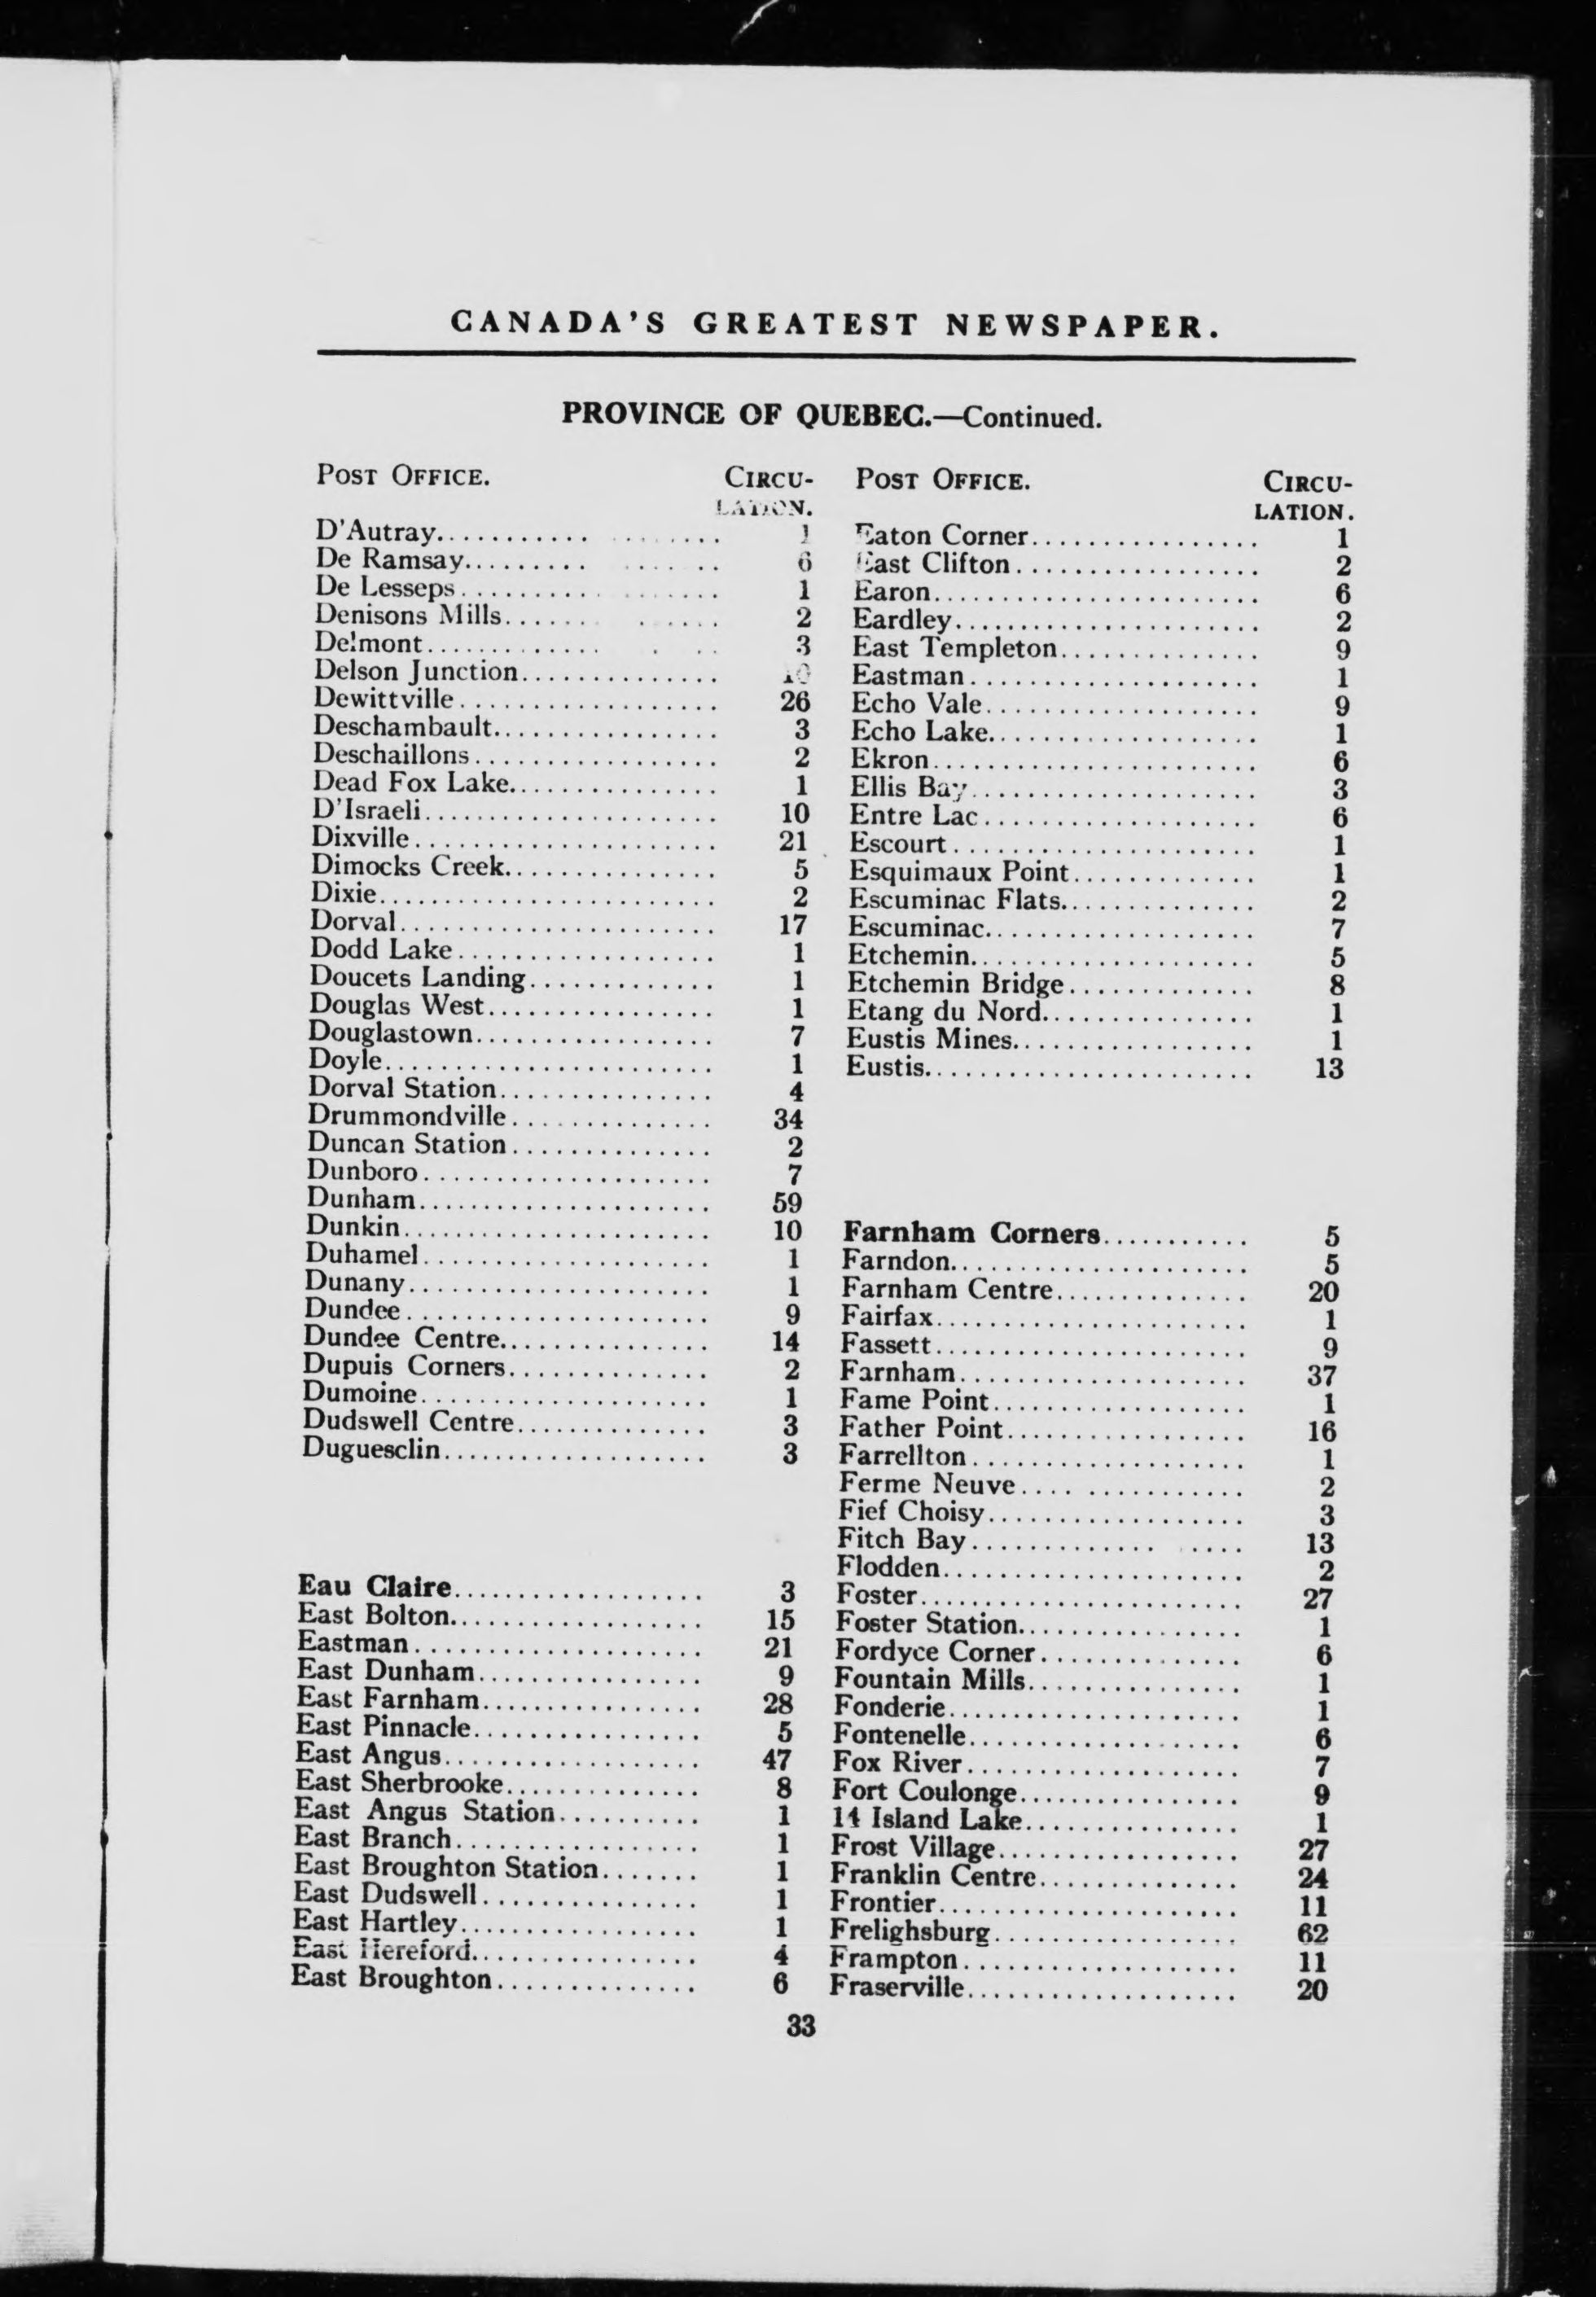 CANADA'S GREATEST NEWSPAPER.
PROVINCE OF QUEBEC.—Continued.
POST OFFICE. CIRCU-
LATION.
D'Autray 1
De Ramsay 6
De Lesseps 1
Denisons Mills 2
Delmont 3
Delson Junction 10
Dewittville 26
Deschambault 3
Deschaillons 2
Dead Fox Lake 1
D'Israeli 10
Dixville 21
Dimocks Creek 5
Dixie 2
Dorval 17
Dodd Lake 1
Doucets Landing 1
Douglas West 1
Douglastown 7
Doyle 1
Dorval Station 4
Drummondville 34
Duncan Station 2
Dunboro 7
Dunham 59
Dunkin 10
Duhamel 1
Dunany 1
Dundee 9
Dundee Centre 14
Dupuis Corners 2
Dumoine 1
Dudswell Centre 3
Duguesclin 3
Eau Claire 3
East Bolton 15
Eastman 21
East Dunham 9
East Farnham 28
East Pinnacle 5
East Angus 47
East Sherbrooke 8
East Angus Station 1
East Branch 1
East Broughton Station 1
East Dudswell 1
East Hartley 1
East Hereford 4
East Broughton 6
POST OFFICE. CIRCU-
LATION.
Eaton Corner 1
East Clifton 2
Earon 6
Eardley 2
East Templeton 9
Eastman 1
Echo Vale 9
Echo Lake 1
Ekron 6
Ellis Bay 3
Entre Lac 6
Escourt 1
Esquimaux Point 1
Escuminac Flats 2
Escuminac 7
Etchemin 5
Etchemin Bridge 8
Etang du Nord 1
Eustis Mines 1
Eustis 13
Farnham Corners 5
Farndon 5
Farnham Centre 20
Fairfax 1
Fassett 9
Farnham 37
Fame Point 1
Father Point 16
Farrellton 1
Ferme Neuve 2
Fief Choisy 3
Fitch Bay 13
Flodden 2
Foster 27
Foster Station 1
Fordyce Corner 6
Fountain Mills 1
Fonderie 1
Fontenelle 6
Fox River 7
Fort Coulonge 9
14 Island Lake 1
Frost Village 27
Franklin Centre 24
Frontier 11
Frelighsburg 62
Frampton 11
Fraserville 20
33